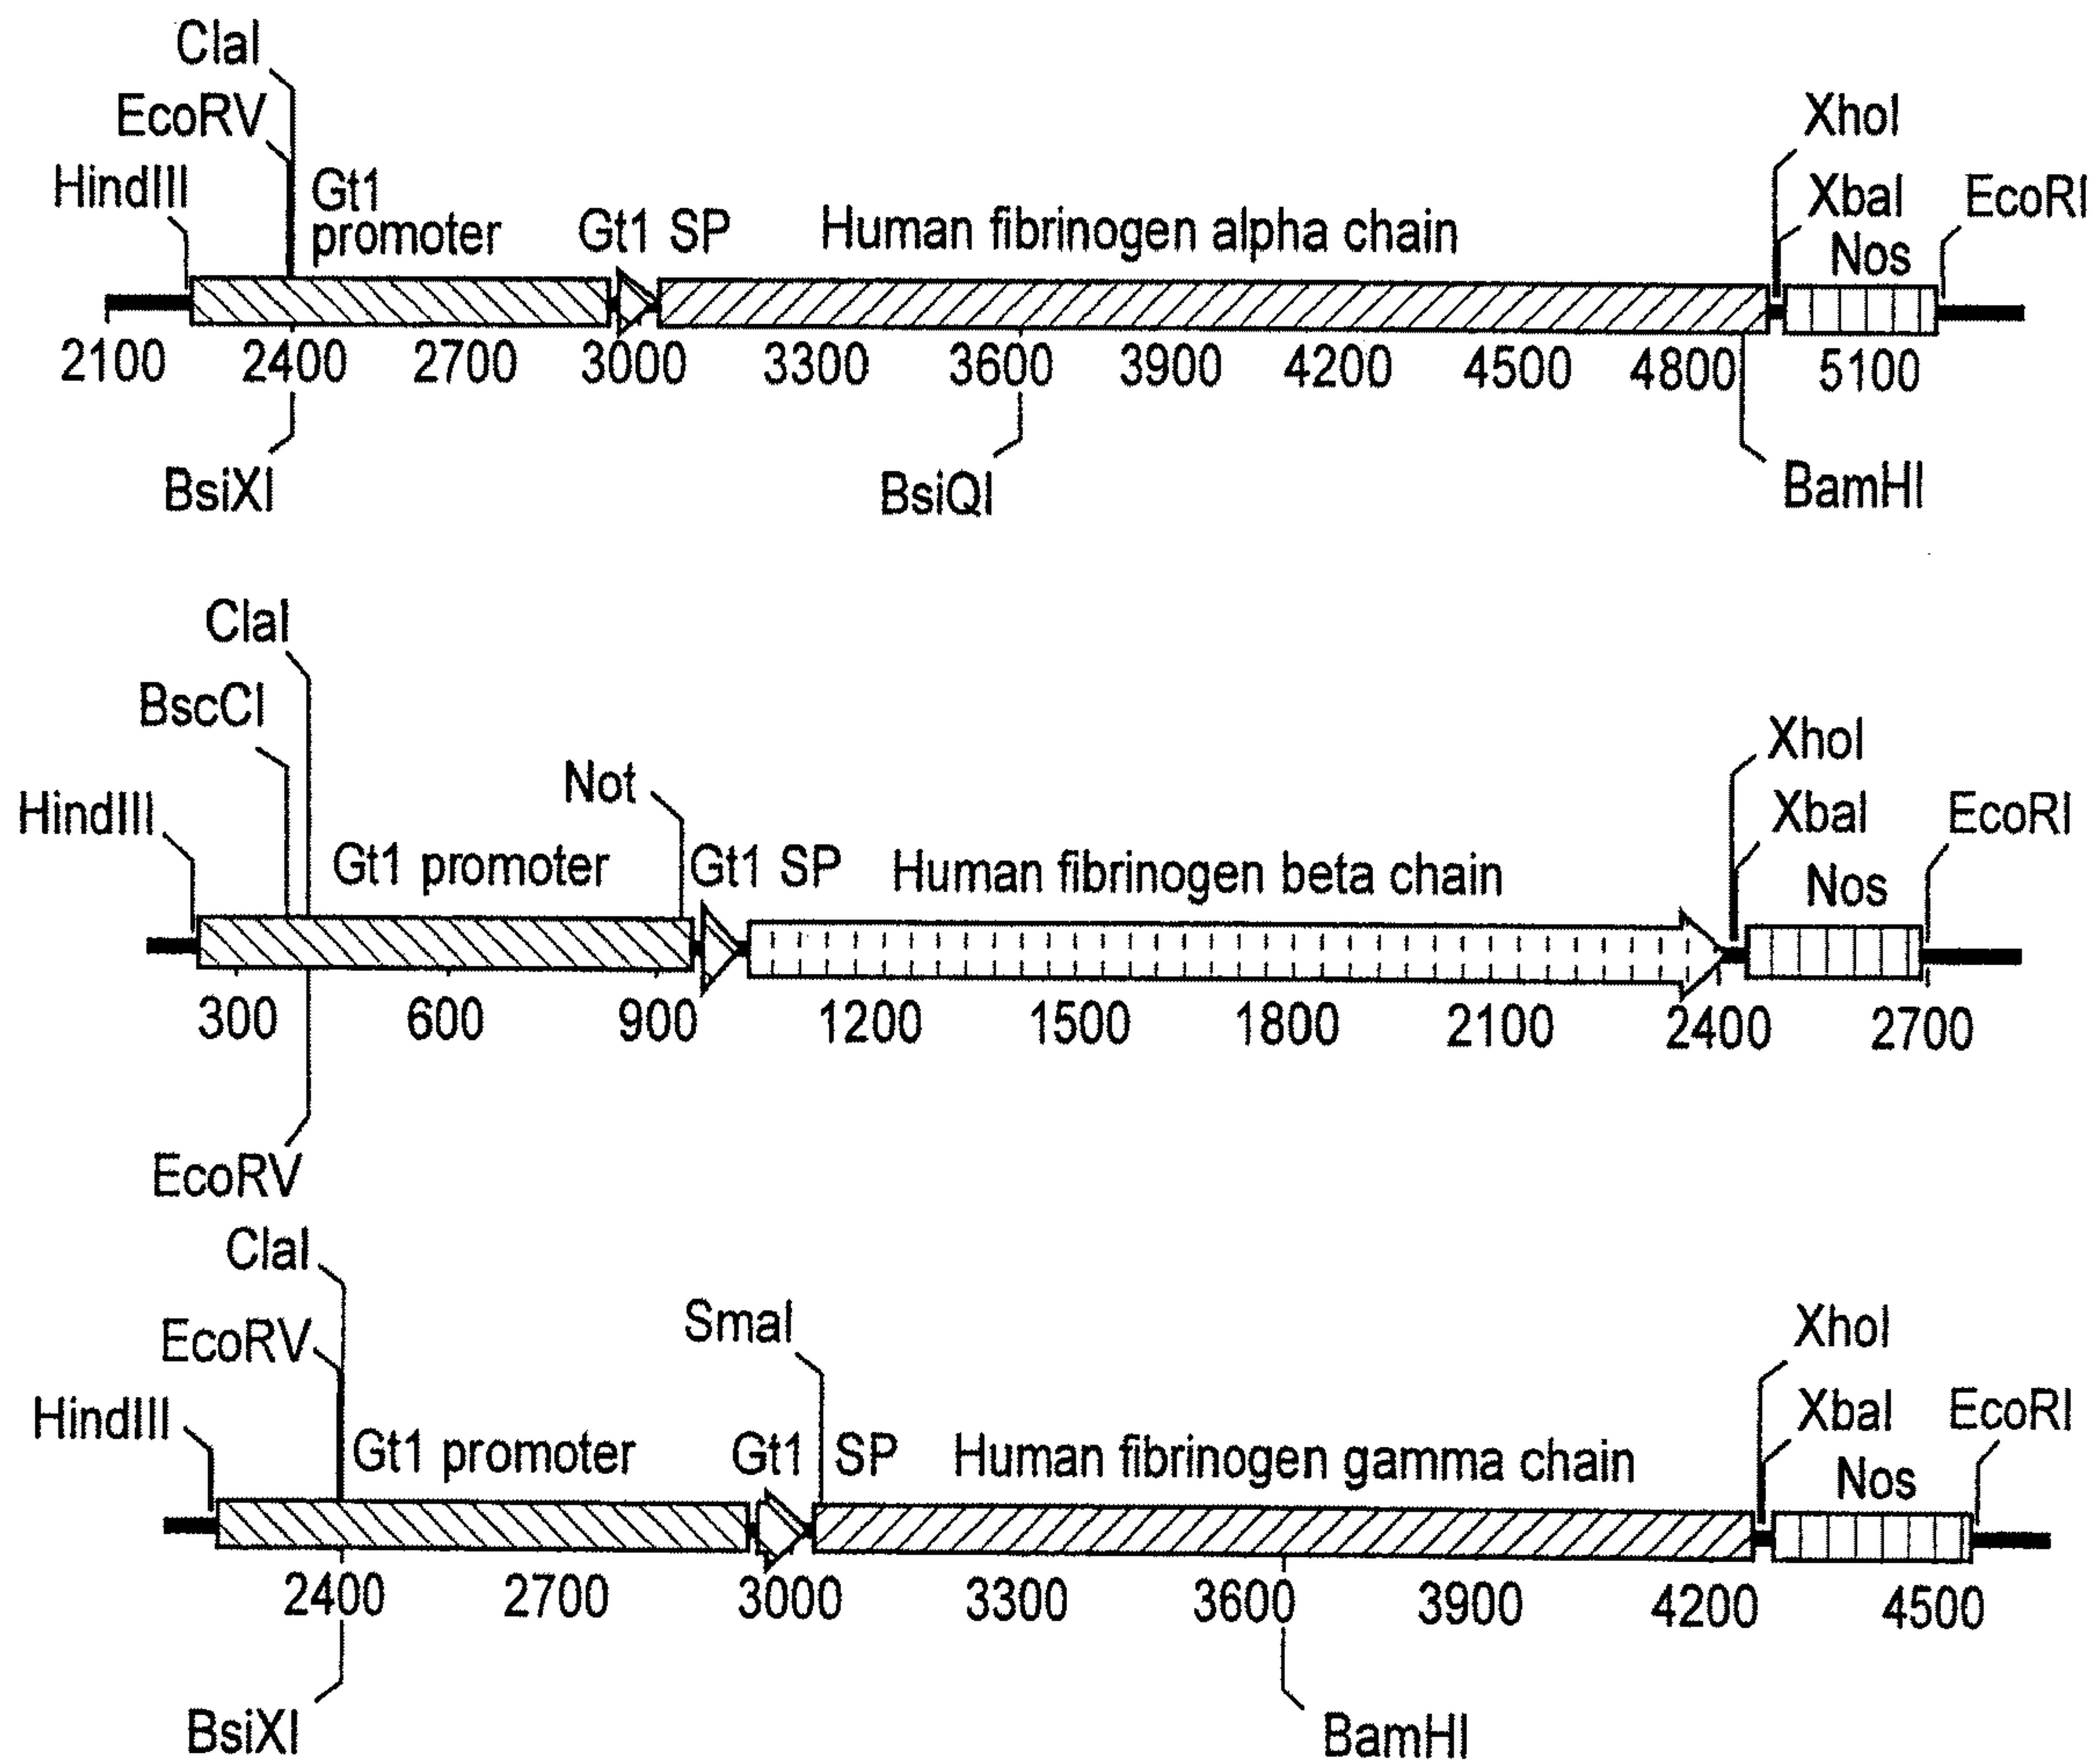 ClaI
EcoRV
HindIII
Gt1
promoter
Gt1 SP
Human fibrinogen alpha chain
XhoI
XbaI
Nos
EcoRI
2100 2400 2700 3000 3300 3600 3900 4200 4500 4800 5100
BsiXI
BsiQI
BamHI
ClaI
BscCI
HindIII
Not
Gt1 promoter
Gt1 SP
Human fibrinogen beta chain
XhoI
XbaI
Nos
EcoRI
300 600 900 1200 1500 1800 2100 2400 2700
EcoRV
ClaI
EcoRV
HindIII
Gt1 promoter
SmaI
Gt1 SP
Human fibrinogen gamma chain
XhoI
XbaI
Nos
EcoRI
2400 2700 3000 3300 3600 3900 4200 4500
BsiXI
BamHI